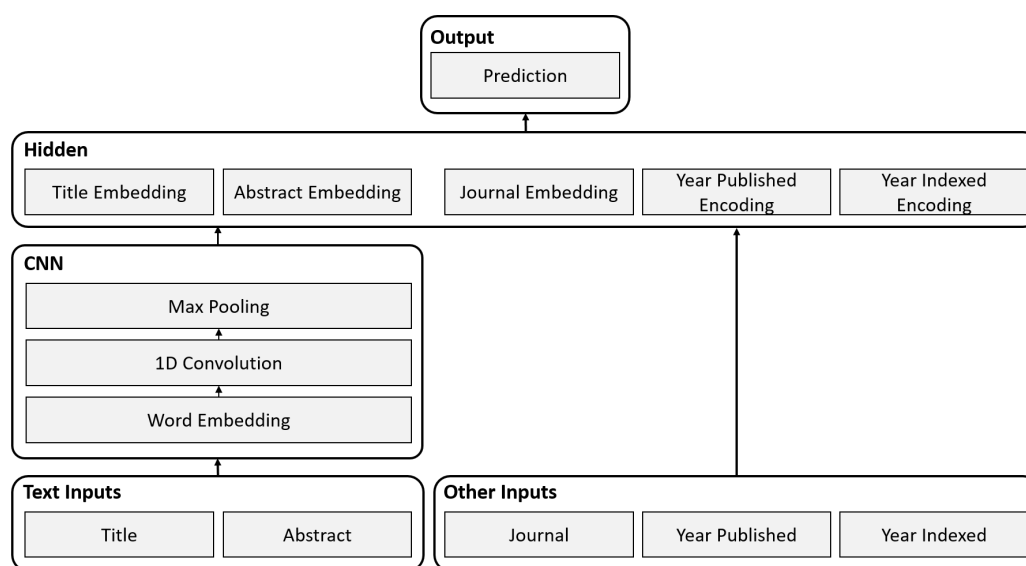 Output
Prediction
Hidden
Title Embedding
Abstract Embedding
Journal Embedding
Year Published
Encoding
Year Indexed
Encoding
CNN
Max Pooling
1D Convolution
Word Embedding
Text Inputs
Title
Abstract
Other Inputs
Journal
Year Published
Year Indexed